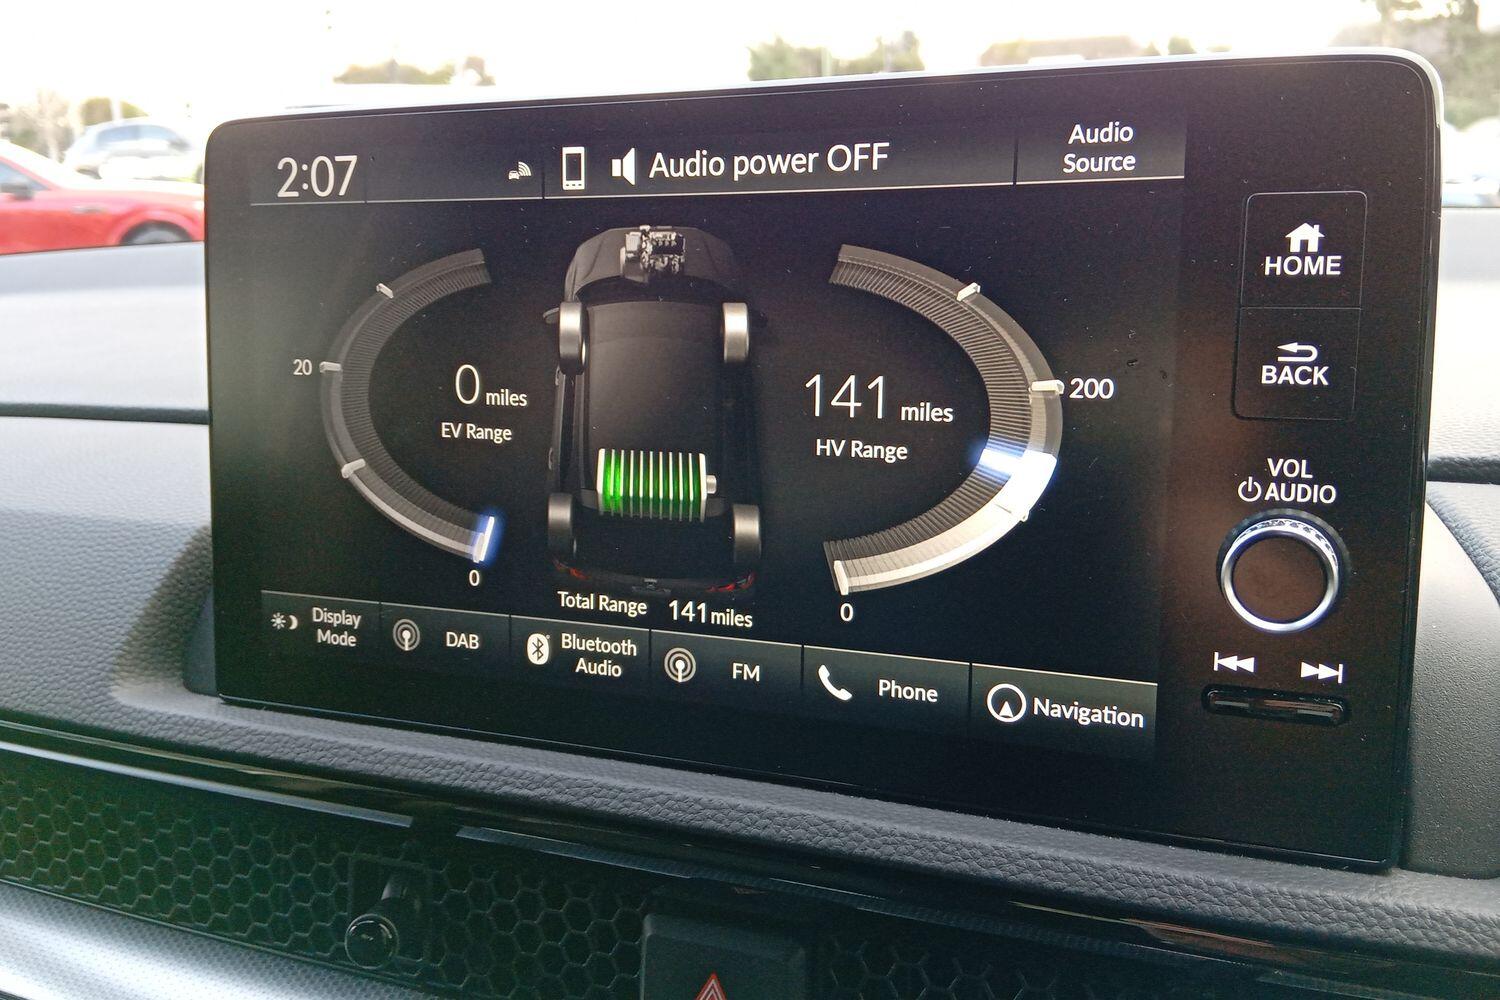 2:07
Audio power OFF
Audio
Source
HOME
BACK
VOL
AUDIO
20
0 miles
EV Range
0
141 miles
HV Range
200
0
Total Range 141 miles
Display
Mode
DAB
Bluetooth
Audio
FM
Phone
Navigation